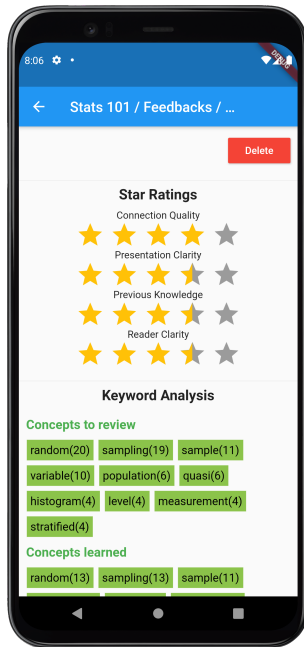 8:06
DEBUG
Stats 101 / Feedbacks / ...
Delete
Star Ratings
Connection Quality
Presentation Clarity
Previous Knowledge
Reader Clarity
Keyword Analysis
Concepts to review
random(20) sampling(19) sample(11)
variable(10) population(6) quasi(6)
histogram(4) level(4) measurement(4)
stratified(4)
Concepts learned
random(13) sampling(13) sample(11)